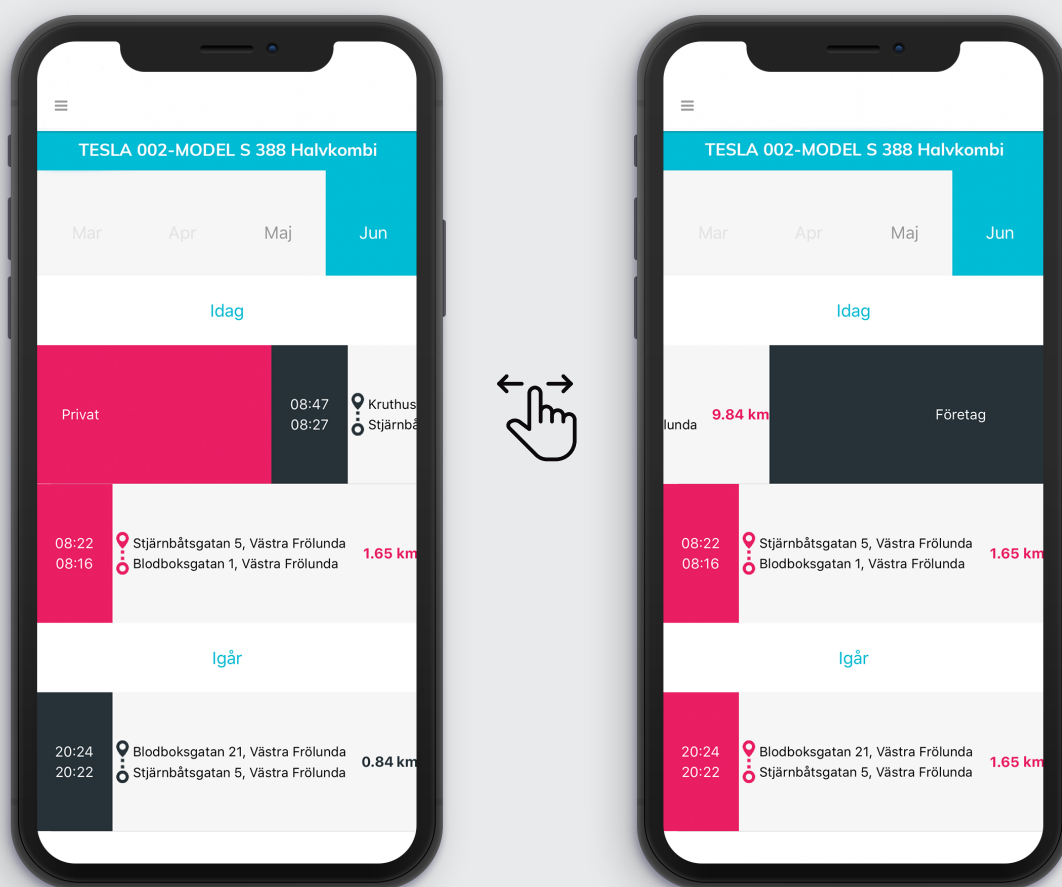 TESLA 002-MODEL S 388 Halvkombi
Mar Apr Maj Jun
Idag
Privat
08:47
08:27
Kruthus
Stjärnbå
08:22
08:16
Stjärnbåtsgatan 5, Västra Frölunda
Blodboksgatan 1, Västra Frölunda
1.65 km
Igår
20:24
20:22
Blodboksgatan 21, Västra Frölunda
Stjärnbåtsgatan 5, Västra Frölunda
0.84 km
TESLA 002-MODEL S 388 Halvkombi
Mar Apr Maj Jun
Idag
lunda
9.84 km
Företag
08:22
08:16
Stjärnbåtsgatan 5, Västra Frölunda
Blodboksgatan 1, Västra Frölunda
1.65 km
Igår
20:24
20:22
Blodboksgatan 21, Västra Frölunda
Stjärnbåtsgatan 5, Västra Frölunda
1.65 km